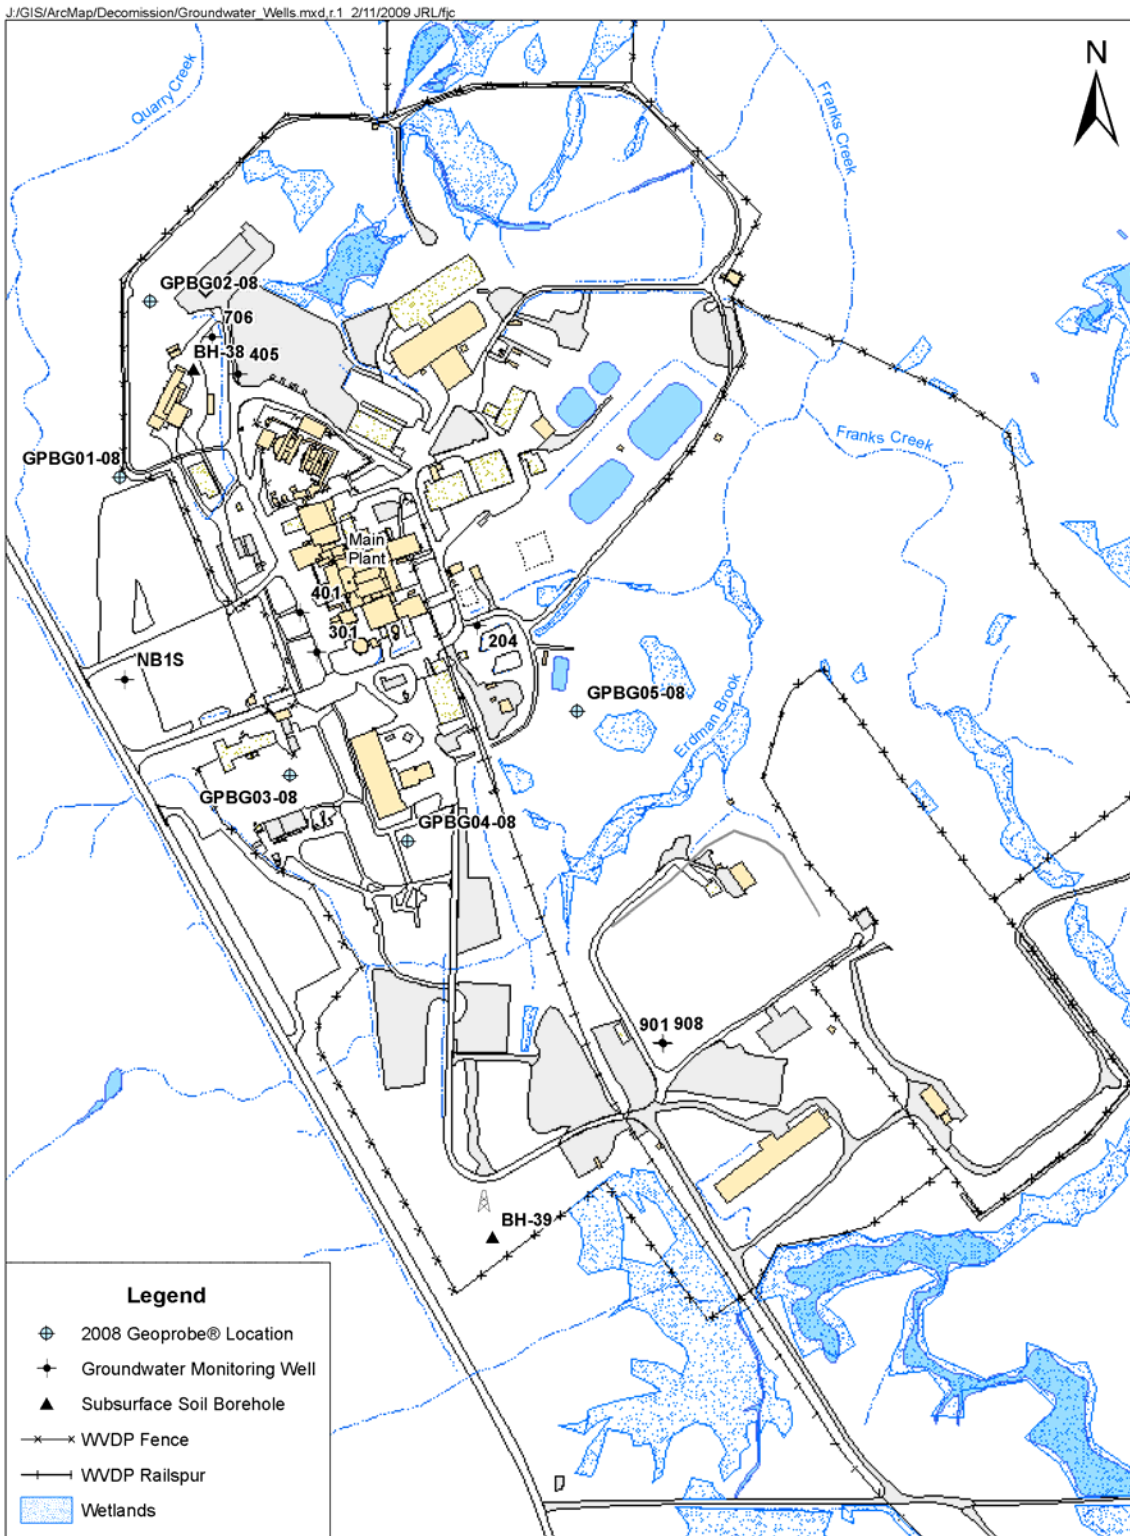 J:/GIS/ArcMap/Decomission/Groundwater_Wells.mxd,r.1 2/11/2009 JRL/fjc
N
Quarry Creek
Franks Creek
GPBG02-08
706
BH-38 405
Franks Creek
GPBG01-08
Main
Plant
401
301
204
NB1S
GPBG05-08
Erdman Brook
GPBG03-08
GPBG04-08
901 908
BH-39
Legend
2008 Geoprobe® Location
Groundwater Monitoring Well
Subsurface Soil Borehole
WVDP Fence
WVDP Railspur
Wetlands